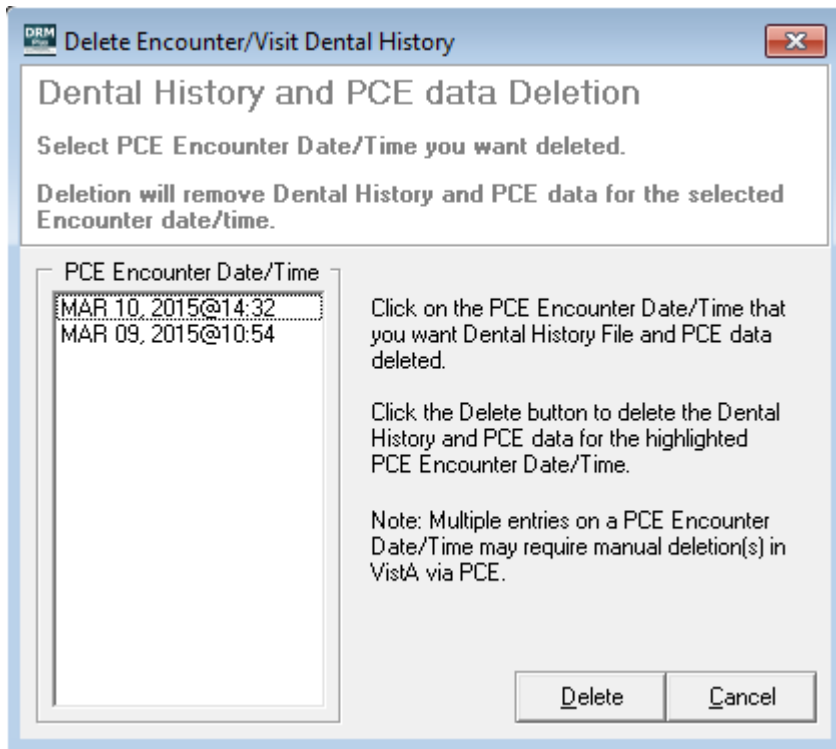 DRM Plus
Delete Encounter/Visit Dental History
Dental History and PCE data Deletion
Select PCE Encounter Date/Time you want deleted.
Deletion will remove Dental History and PCE data for the selected
Encounter date/time.
PCE Encounter Date/Time
MAR 10, 2015@14:32
MAR 09, 2015@10:54
Click on the PCE Encounter Date/Time that
you want Dental History File and PCE data
deleted.
Click the Delete button to delete the Dental
History and PCE data for the highlighted
PCE Encounter Date/Time.
Note: Multiple entries on a PCE Encounter
Date/Time may require manual deletion(s) in
VistA via PCE.
Delete
Cancel